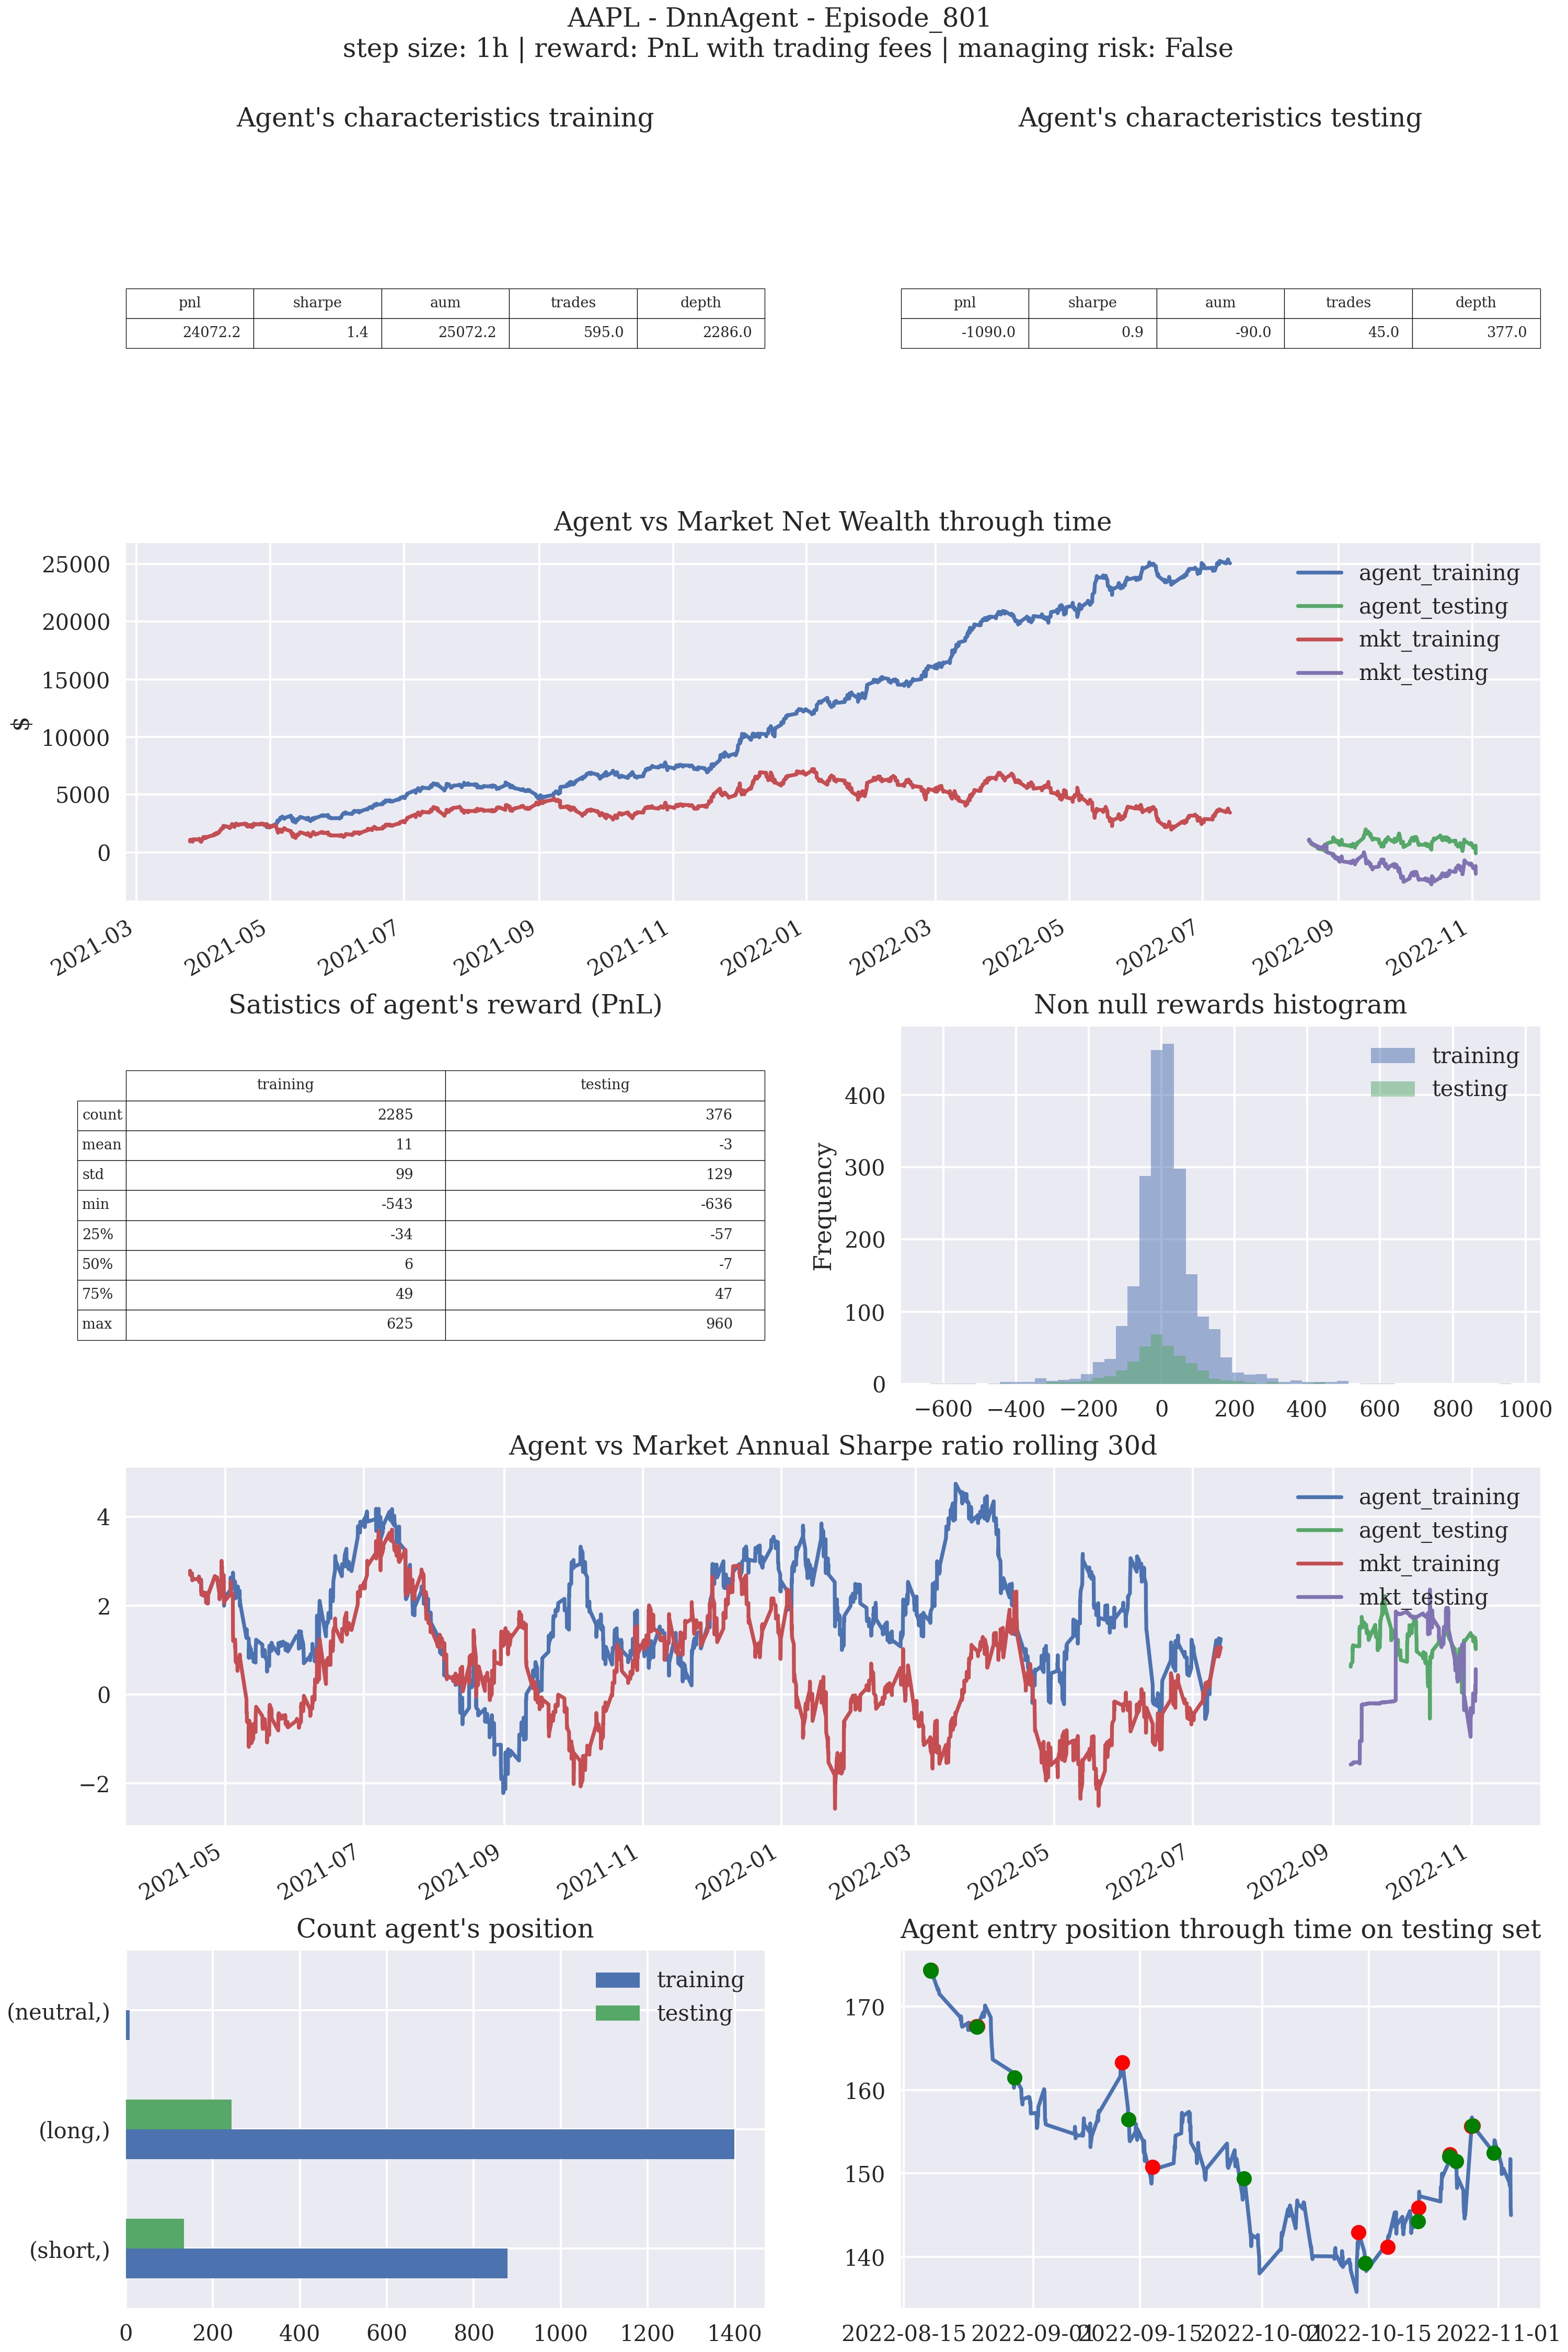 AAPL - DnnAgent - Episode_801
step size: 1h | reward: PnL with trading fees | managing risk: False
Agent's characteristics training
Agent's characteristics testing
pnl sharpe aum trades depth
24072.2 1.4 25072.2 595.0 2286.0
pnl sharpe aum trades depth
-1090.0 0.9 -90.0 45.0 377.0
Agent vs Market Net Wealth through time
$
25000
20000
15000
10000
5000
0
agent_training
agent_testing
mkt_training
mkt_testing
2021-03 2021-05 2021-07 2021-09 2021-11 2022-01 2022-03 2022-05 2022-07 2022-09 2022-11
Satistics of agent's reward (PnL)
training testing
count 2285 376
mean 11 -3
std 99 129
min -543 -636
25% -34 -57
50% 6 -7
75% 49 47
max 625 960
Non null rewards histogram
Frequency
400
300
200
100
0
training
testing
−600 −400 −200 0 200 400 600 800 1000
Agent vs Market Annual Sharpe ratio rolling 30d
4
2
0
−2
agent_training
agent_testing
mkt_training
mkt_testing
2021-05 2021-07 2021-09 2021-11 2022-01 2022-03 2022-05 2022-07 2022-09 2022-11
Count agent's position
(neutral,)
(long,)
(short,)
training
testing
0 200 400 600 800 1000 1200 1400
Agent entry position through time on testing set
170
160
150
140
2022-08-15 2022-09-01 2022-09-15 2022-10-01 2022-10-15 2022-11-01